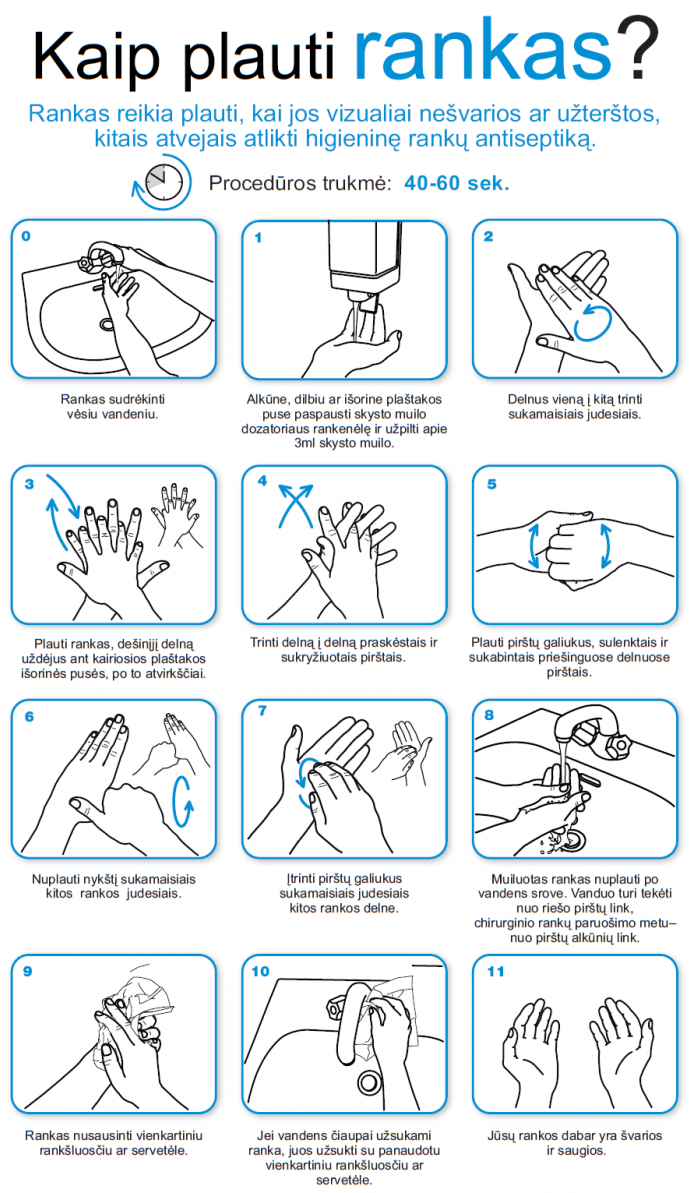 Kaip plauti rankas?
Rankas reikia plauti, kai jos vizualiai nešvarios ar užterštos,
kitais atvejais atlikti higieninę rankų antiseptiką.
Procedūros trukmė: 40-60 sek.
0
Rankas sudrėkinti
vėsiu vandeniu.
1
Alkūne, dilbiu ar išorine plaštakos
puse paspausti skysto muilo
dozatoriaus rankenėlę ir užpilti apie
3ml skysto muilo.
2
Delnus vieną į kitą trinti
sukamaisiais judesiais.
3
Plauti rankas, dešinįjį delną
uždėjus ant kairiosios plaštakos
išorinės pusės, po to atvirkščiai.
4
Trinti delną į delną praskėstais ir
sukryžiuotais pirštais.
5
Plauti pirštų galiukus, sulenktais ir
sukabintais priešinguose delnuose
pirštais.
6
Nuplauti nykštį sukamaisiais
kitos rankos judesiais.
7
Įtrinti pirštų galiukus
sukamaisiais judesiais
kitos rankos delne.
8
Muiluotas rankas nuplauti po
vandens srove. Vanduo turi tekėti
nuo riešo pirštų link,
chirurginio rankų paruošimo metu–
nuo pirštų alkūnių link.
9
Rankas nusausinti vienkartiniu
rankšluosčiu ar servetėle.
10
Jei vandens čiaupai užsukami
ranka, juos užsukti su panaudotu
vienkartiniu rankšluosčiu ar
servetėle.
11
Jūsų rankos dabar yra švarios
ir saugios.